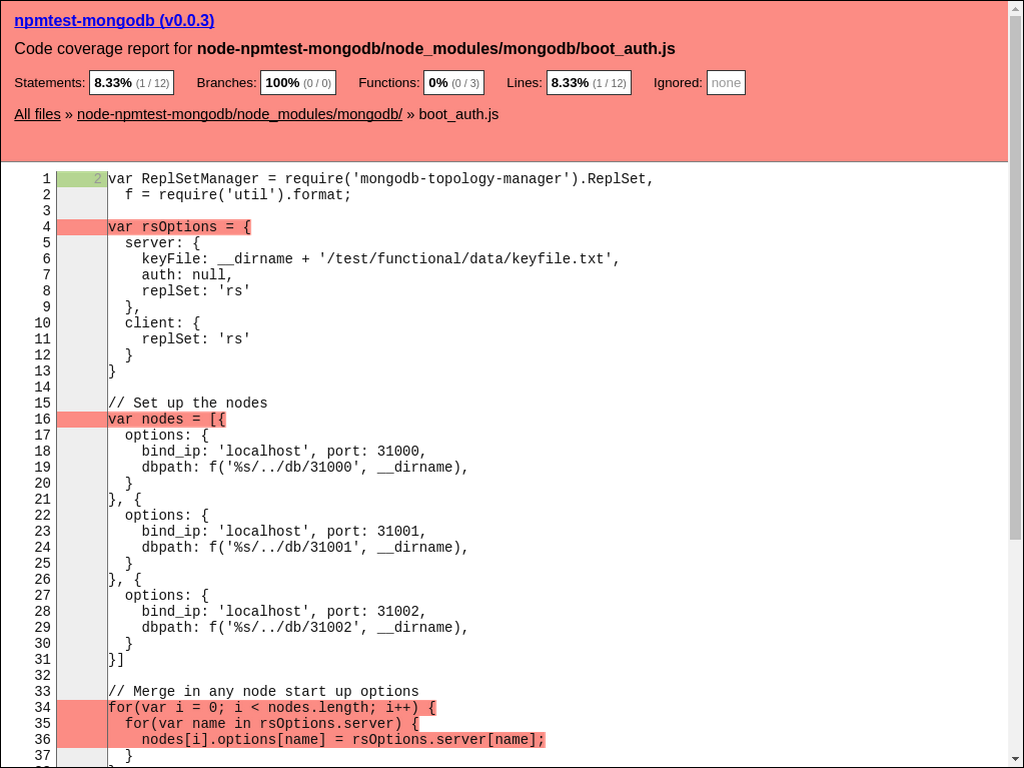 npmtest-mongodb (v0.0.3)
Code coverage report for node-npmtest-mongodb/node_modules/mongodb/boot_auth.js
Statements: 8.33% (1 / 12) Branches: 100% (0 / 0) Functions: 0% (0 / 3) Lines: 8.33% (1 / 12) Ignored: none
All files » node-npmtest-mongodb/node_modules/mongodb/ » boot_auth.js
1 2 var ReplSetManager = require('mongodb-topology-manager').ReplSet,
2 f = require('util').format;
3
4 var rsOptions = {
5 server: {
6 keyFile: __dirname + '/test/functional/data/keyfile.txt',
7 auth: null,
8 replSet: 'rs'
9 },
10 client: {
11 replSet: 'rs'
12 }
13 }
14
15 // Set up the nodes
16 var nodes = [{
17 options: {
18 bind_ip: 'localhost', port: 31000,
19 dbpath: f('%s/../db/31000', __dirname),
20 }
21 }, {
22 options: {
23 bind_ip: 'localhost', port: 31001,
24 dbpath: f('%s/../db/31001', __dirname),
25 }
26 }, {
27 options: {
28 bind_ip: 'localhost', port: 31002,
29 dbpath: f('%s/../db/31002', __dirname),
30 }
31 }]
32
33 // Merge in any node start up options
34 for(var i = 0; i < nodes.length; i++) {
35 for(var name in rsOptions.server) {
36 nodes[i].options[name] = rsOptions.server[name];
37 }